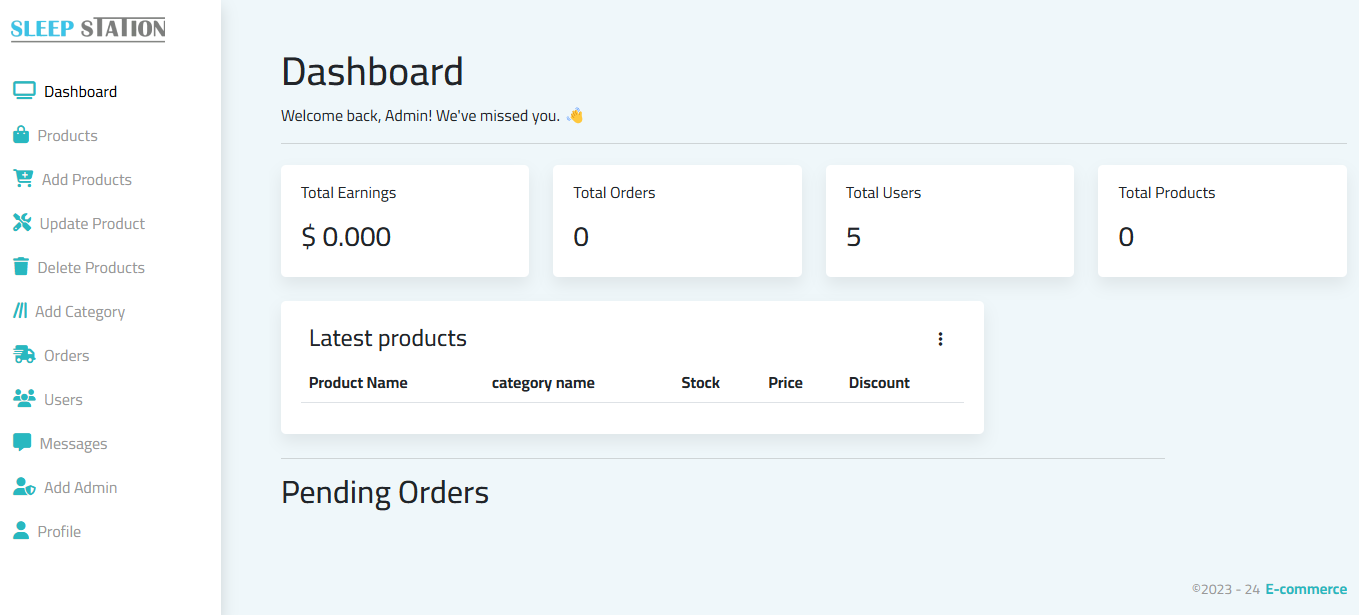 SLEEP STATION
Dashboard
Products
Add Products
Update Product
Delete Products
Add Category
Orders
Users
Messages
Add Admin
Profile
Dashboard
Welcome back, Admin! We've missed you. 👋
Total Earnings
$ 0.000
Total Orders
0
Total Users
5
Total Products
0
Latest products
Product Name category name Stock Price Discount
Pending Orders
©2023 - 24 E-commerce